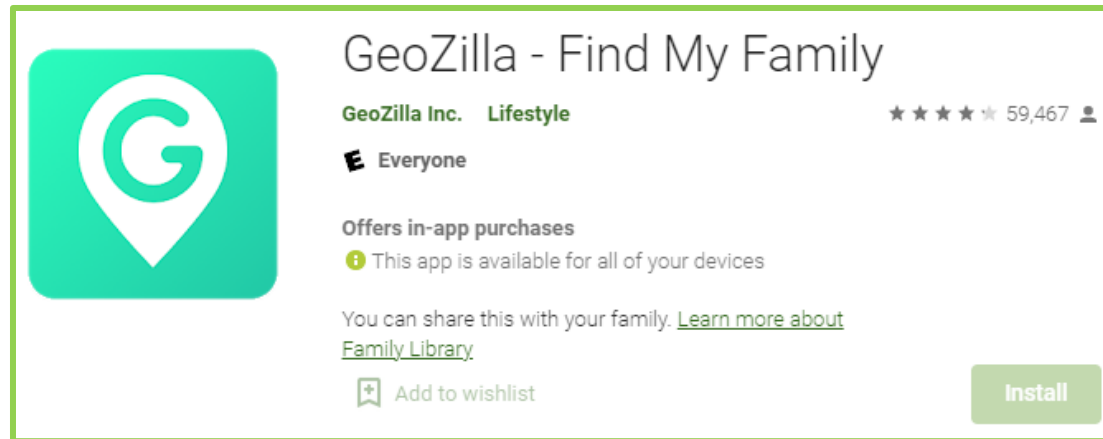 GeoZilla - Find My Family
GeoZilla Inc. Lifestyle
59,467
E Everyone
Offers in-app purchases
This app is available for all of your devices
You can share this with your family. Learn more about
Family Library
Add to wishlist
Install
G